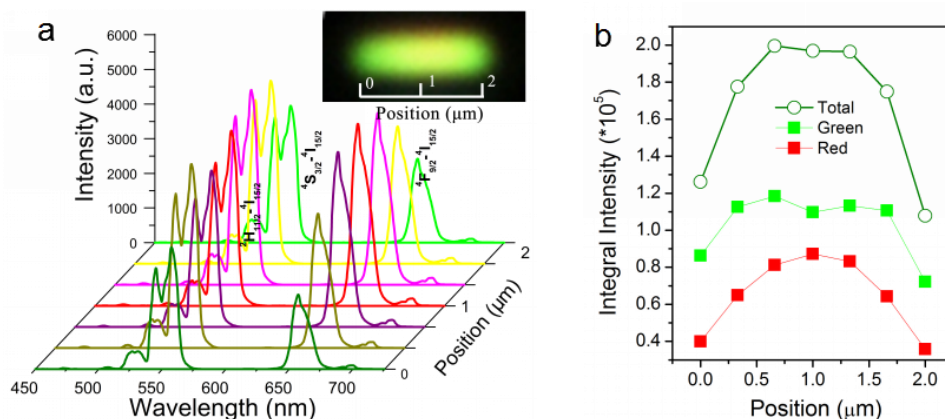 a
6000
5000
4000
3000
2000
1000
0
Intensity (a.u.)
0 1 2
Position (μm)
²H₁₁/₂-⁴I₁₅/₂
⁴S₃/₂-⁴I₁₅/₂
⁴F₉/₂-⁴I₁₅/₂
2
1
0
Position (μm)
450 500 550 600 650 700
Wavelength (nm)
b
2.0
1.8
1.6
1.4
1.2
1.0
0.8
0.6
0.4
Integral Intensity (*10⁵)
Total
Green
Red
0.0 0.5 1.0 1.5 2.0
Position (μm)